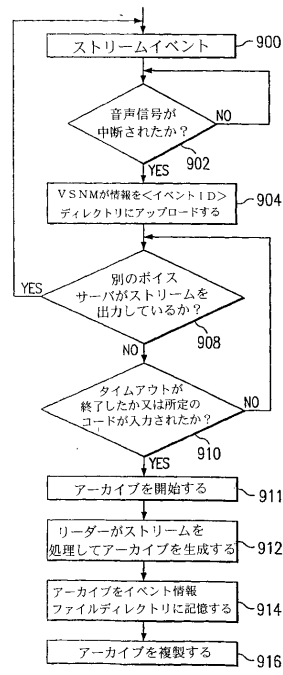 ストリームイベント
900
音声信号が
中断されたか？
NO
902
YES
VSNMが情報を＜イベントID＞
ディレクトリにアップロードする
904
別のボイス
サーバがストリームを
出力しているか？
YES
908
NO
タイムアウトが
終了したか又は所定の
コードが入力されたか？
NO
910
YES
アーカイブを開始する
911
リーダーがストリームを
処理してアーカイブを生成する
912
アーカイブをイベント情報
ファイルディレクトリに記憶する
914
アーカイブを複製する
916